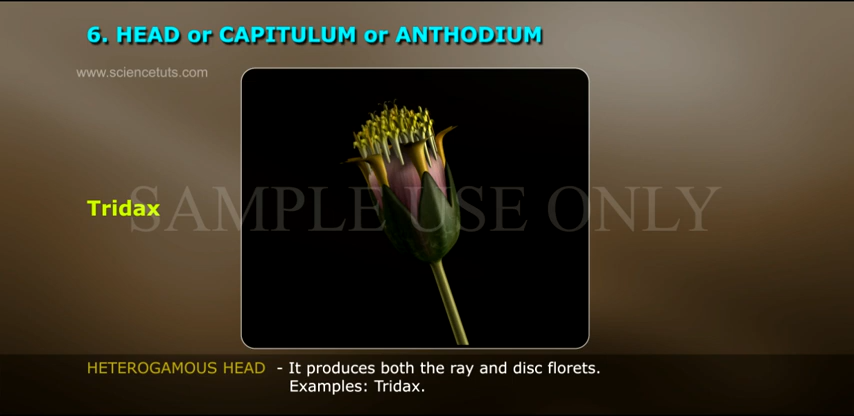 6. HEAD or CAPITULUM or ANTHODIUM
www.sciencetuts.com
Tridax
SAMPLE USE ONLY
HETEROGAMOUS HEAD - It produces both the ray and disc florets.
Examples: Tridax.